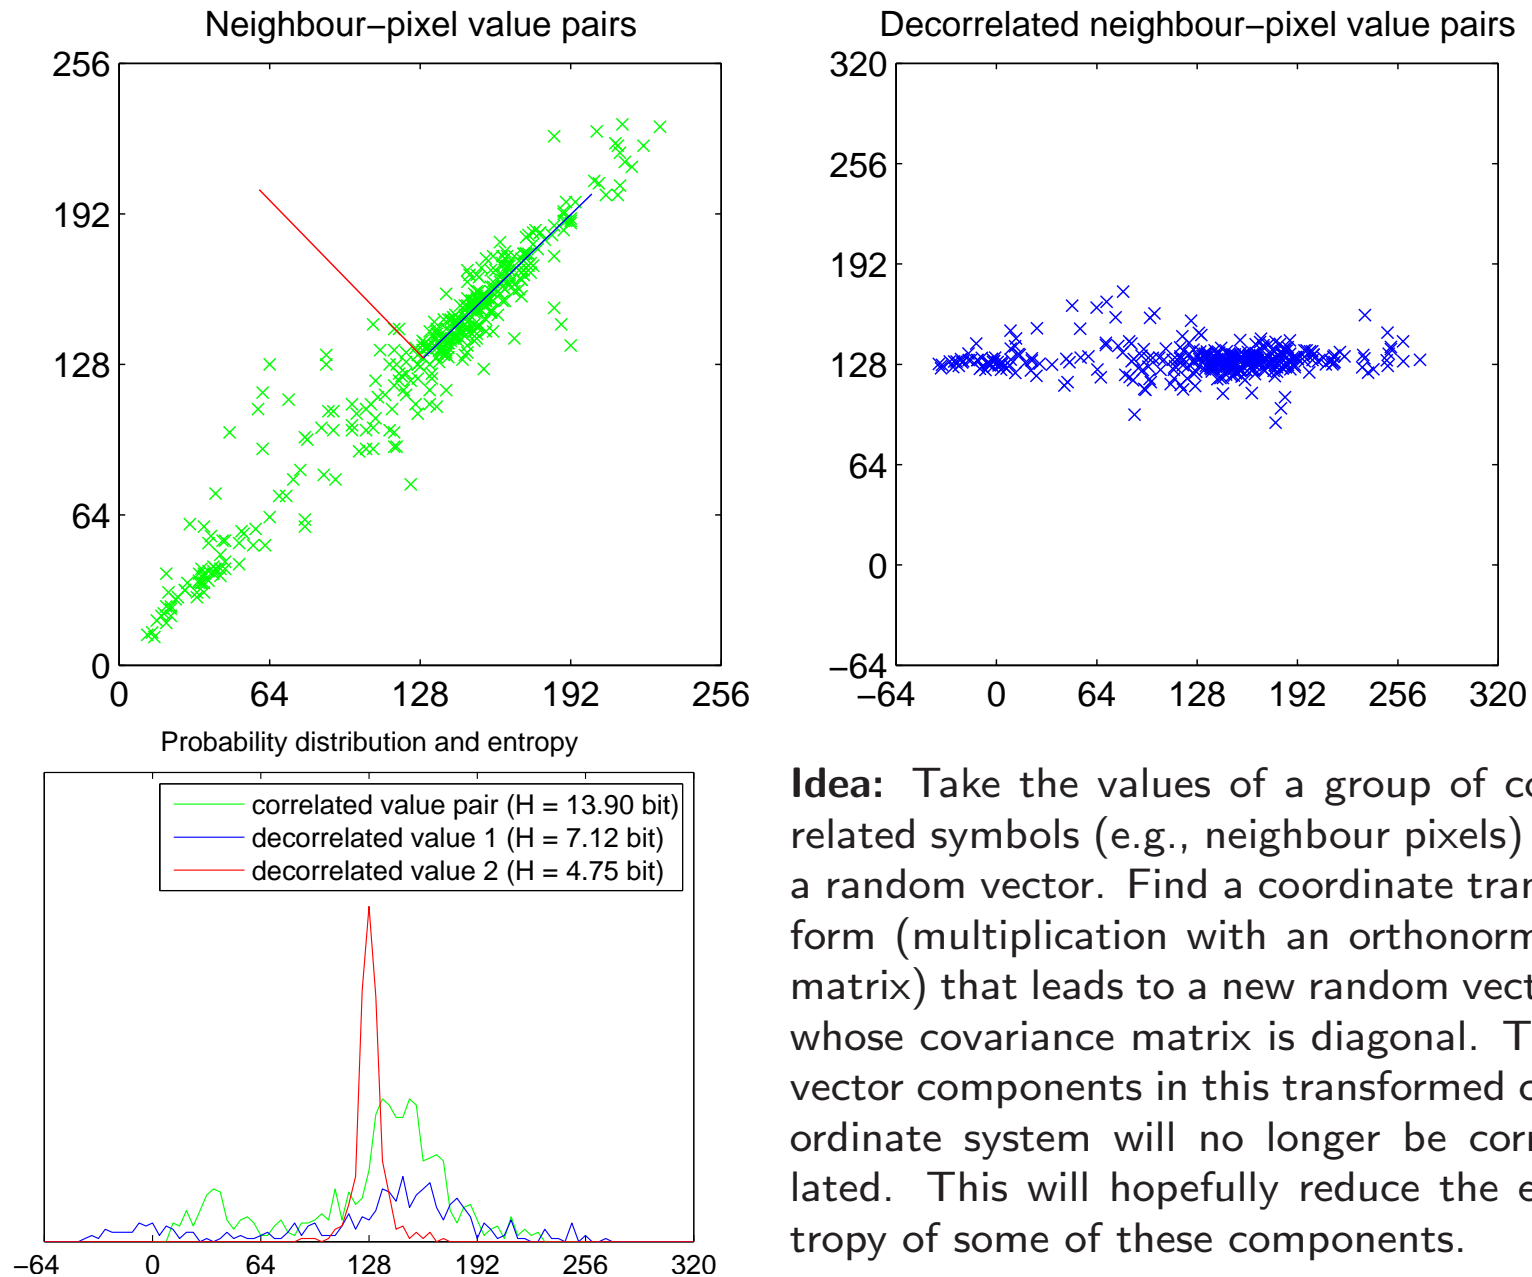 Neighbour−pixel value pairs
256
192
128
64
0
0 64 128 192 256
Decorrelated neighbour−pixel value pairs
320
256
192
128
64
0
−64
−64 0 64 128 192 256 320
Probability distribution and entropy
correlated value pair (H = 13.90 bit)
decorrelated value 1 (H = 7.12 bit)
decorrelated value 2 (H = 4.75 bit)
−64 0 64 128 192 256 320
Idea: Take the values of a group of co
related symbols (e.g., neighbour pixels)
a random vector. Find a coordinate tran
form (multiplication with an orthonorm
matrix) that leads to a new random vect
whose covariance matrix is diagonal. T
vector components in this transformed c
ordinate system will no longer be corr
lated. This will hopefully reduce the e
tropy of some of these components.